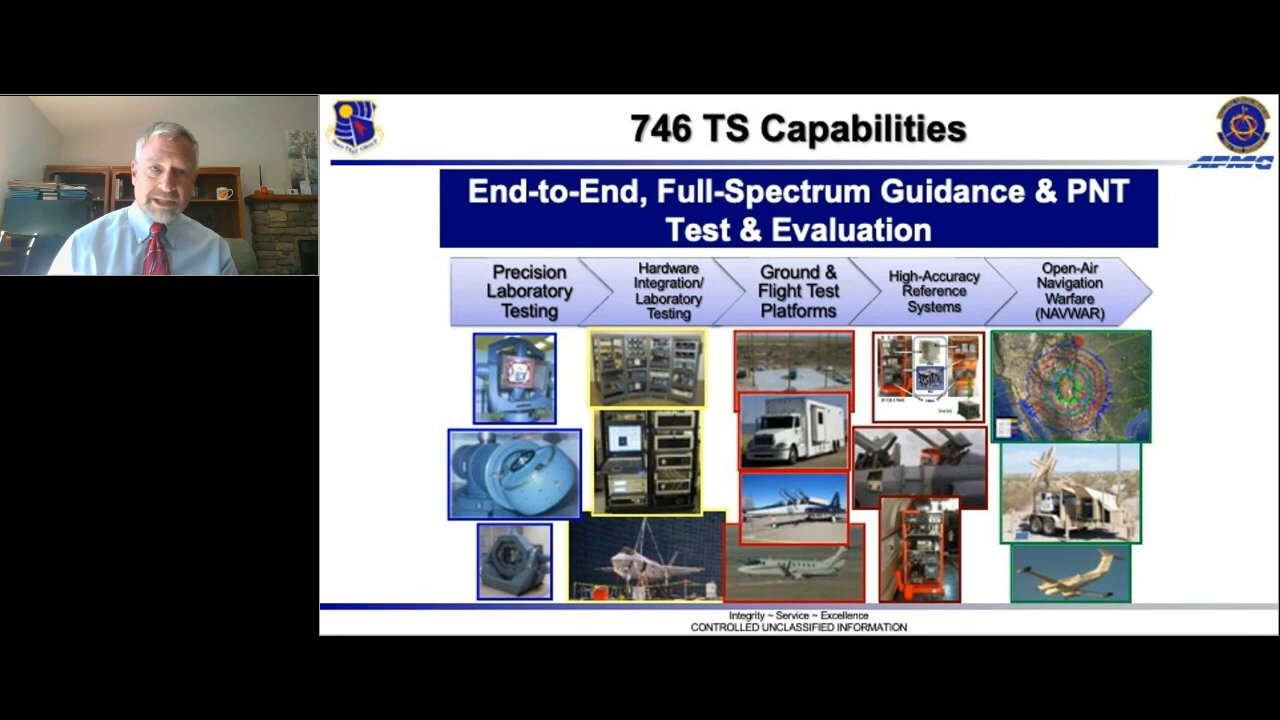 746 TS Capabilities
AFMC
End-to-End, Full-Spectrum Guidance & PNT
Test & Evaluation
Precision
Laboratory
Testing
Hardware
Integration/
Laboratory
Testing
Ground &
Flight Test
Platforms
High-Accuracy
Reference
Systems
Open-Air
Navigation
Warfare
(NAVWAR)
Integrity ~ Service ~ Excellence
CONTROLLED UNCLASSIFIED INFORMATION